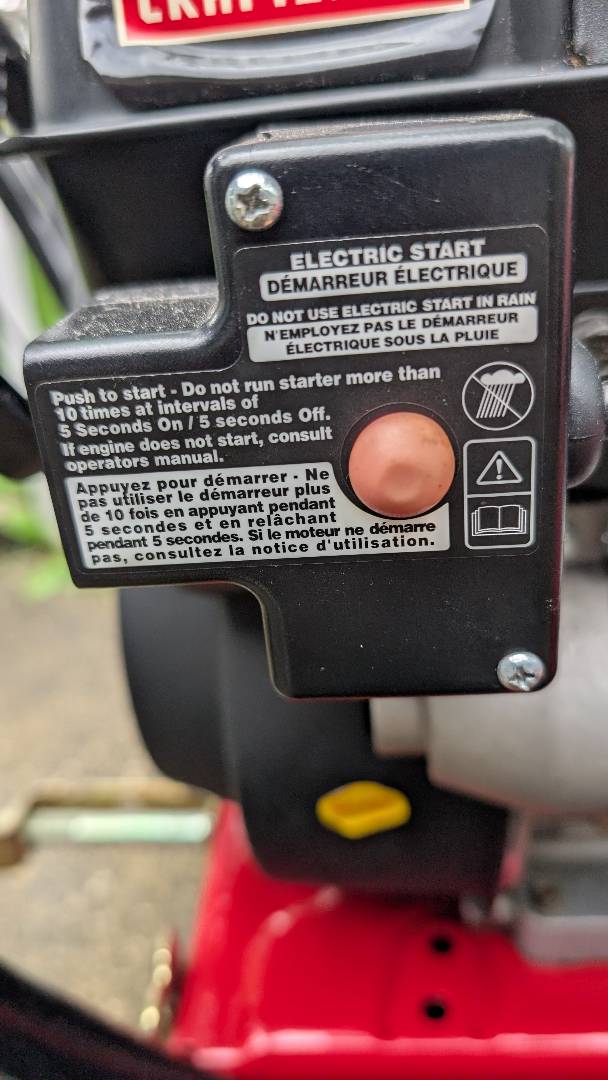 ELECTRIC START
DÉMARREUR ÉLECTRIQUE
DO NOT USE ELECTRIC START IN RAIN
N'EMPLOYEZ PAS LE DÉMARREUR
ÉLECTRIQUE SOUS LA PLUIE
Push to start - Do not run starter more than
10 times at intervals of
5 Seconds On / 5 seconds Off.
If engine does not start, consult
operators manual.
Appuyez pour démarrer - Ne
pas utiliser le démarreur plus
de 10 fois en appuyant pendant
5 secondes et en relâchant
pendant 5 secondes. Si le moteur ne démarre
pas, consultez la notice d'utilisation.